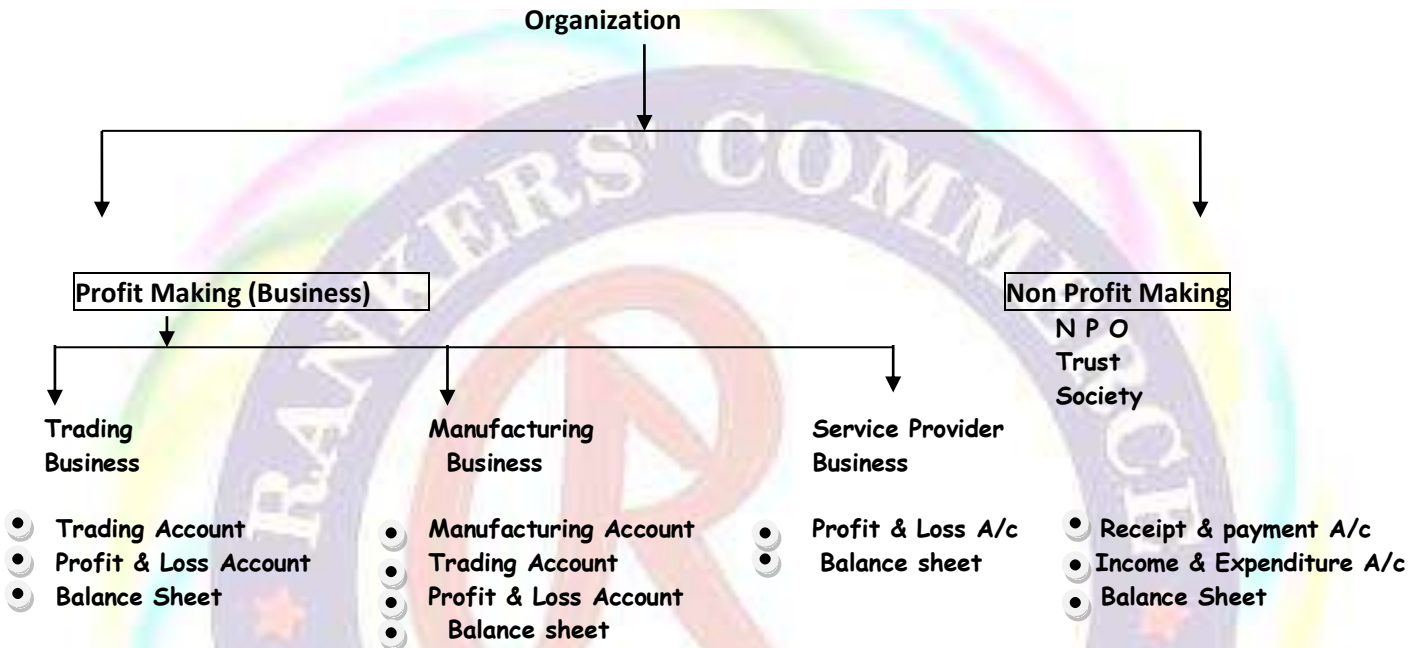 Organization
RANKERS' COMMERCE
Profit Making (Business)
Non Profit Making
N P O
Trust
Society
Trading
Business
Manufacturing
Business
Service Provider
Business
Trading Account
Profit & Loss Account
Balance Sheet
Manufacturing Account
Trading Account
Profit & Loss Account
Balance sheet
Profit & Loss A/c
Balance sheet
Receipt & payment A/c
Income & Expenditure A/c
Balance Sheet